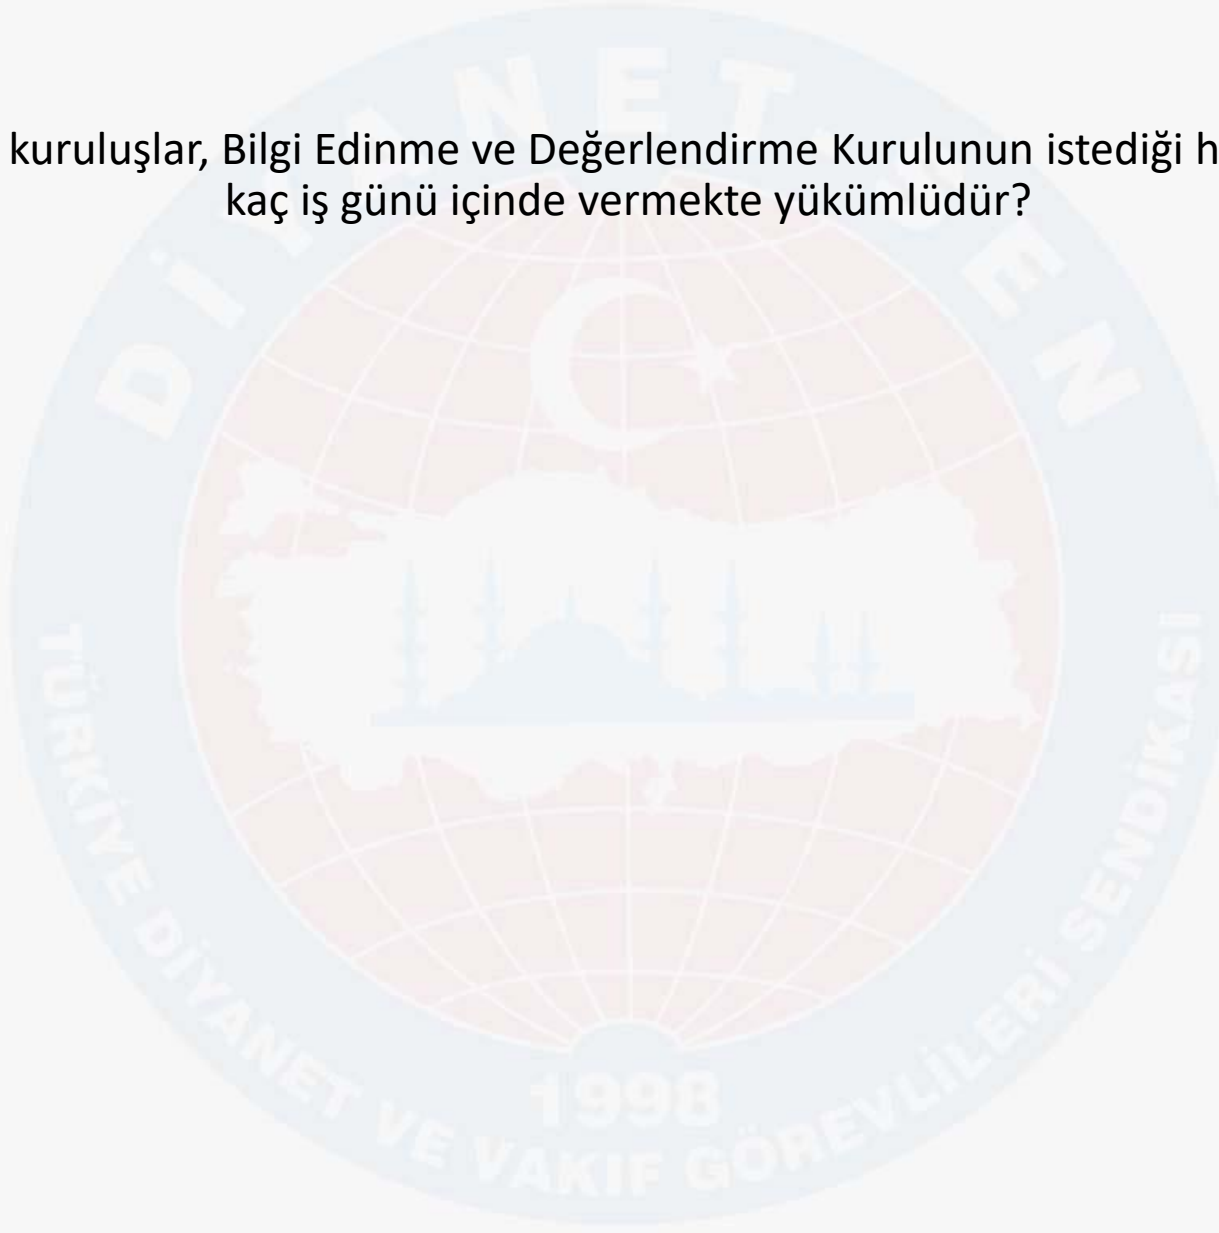 kuruluşlar, Bilgi Edinme ve Değerlendirme Kurulunun istediği h
kaç iş günü içinde vermekte yükümlüdür?
DİYANET-SEN
TÜRKİYE DİYANET VE VAKIF GÖREVLİLERİ SENDİKASI
1998